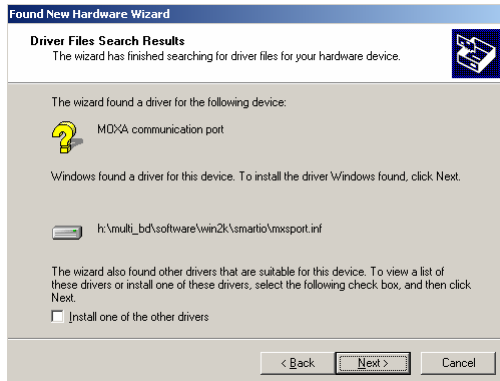 Found New Hardware Wizard
Driver Files Search Results
The wizard has finished searching for driver files for your hardware device.
The wizard found a driver for the following device:
MOXA communication port
Windows found a driver for this device. To install the driver Windows found, click Next.
h:\multi_bd\software\win2k\smartio\mxsport.inf
The wizard also found other drivers that are suitable for this device. To view a list of
these drivers or install one of these drivers, select the following check box, and then click
Next.
Install one of the other drivers
< Back
Next >
Cancel